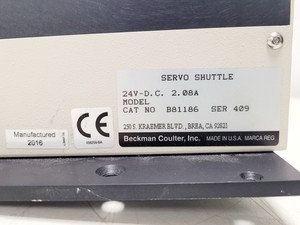 SERVO SHUTTLE
24V-D.C. 2.08A
MODEL
CAT NO B81186 SER 409
250 S. KRAEMER BLVD., BREA, CA 92821
Beckman Coulter, Inc. MADE IN U.S.A. MARCA REG.
Manufactured
2016
CE